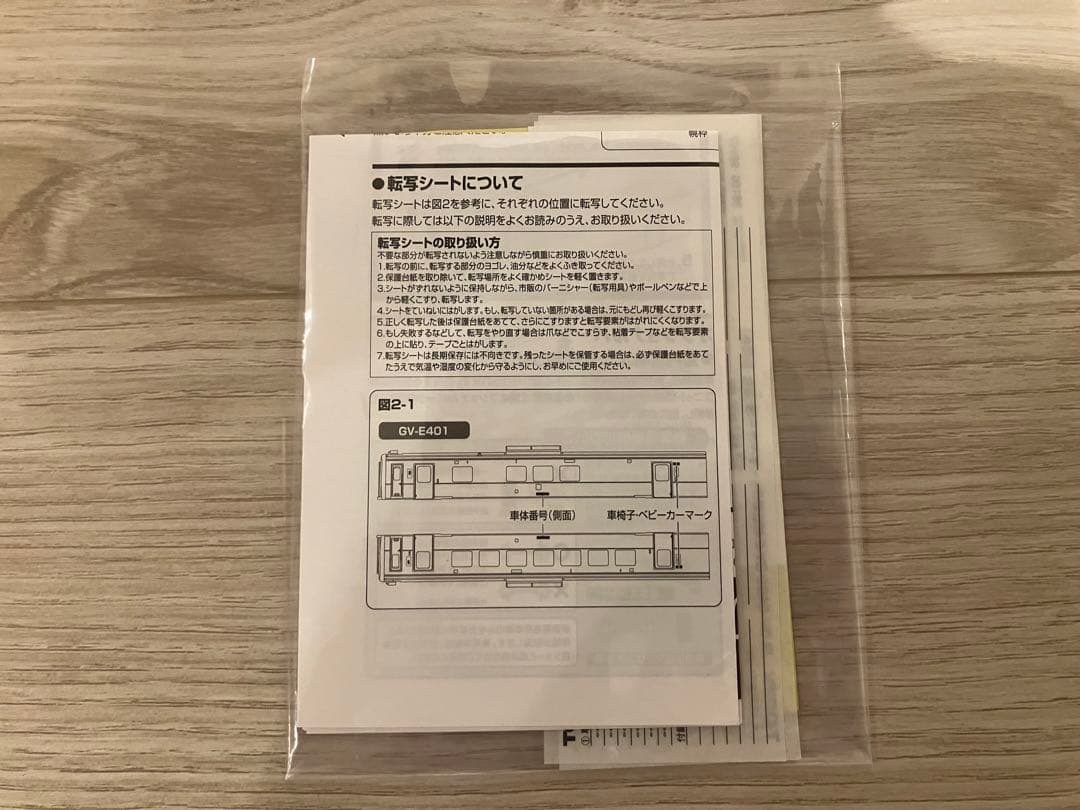 幌枠
●転写シートについて
転写シートは図2を参考に、それぞれの位置に転写してください。
転写に際しては以下の説明をよくお読みのうえ、お取り扱いください。
転写シートの取り扱い方
不要な部分が転写されないよう注意しながら慎重にお取り扱いください。
1.転写の前に、転写する部分のヨゴレ、油分などをよくふき取ってください。
2.保護台紙を取り除いて、転写場所をよく確かめシートを軽く置きます。
3.シートがずれないように保持しながら、市販のバーニシャー(転写用具)やボールペンなどで上
から軽くこすり、転写します。
4.シートをていねいにはがします。もし、転写していない箇所がある場合は、元にもどし再び軽くこすります。
5.正しく転写した後は保護台紙をあてて、さらにこすりますと転写要素がはがれにくくなります。
6.もし失敗するなどして、転写をやり直す場合は爪などでこすらず、粘着テープなどを転写要素
の上に貼り、テープごとはがします。
7.転写シートは長期保存には不向きです。残ったシートを保管する場合は、必ず保護台紙をあて
たうえで気温や湿度の変化から守るようにし、お早めにご使用ください。
図2-1
GV-E401
車体番号(側面)
車椅子・ベビーカーマーク